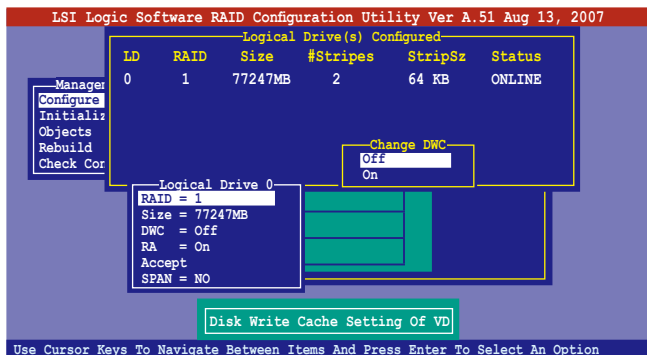 LSI Logic Software RAID Configuration Utility Ver A.51 Aug 13, 2007
Logical Drive(s) Configured
LD RAID Size #Stripes StripSz Status
0 1 77247MB 2 64 KB ONLINE
Managem
Configure
Initializ
Objects
Rebuild
Check Con
Change DWC
Off
On
Logical Drive 0
RAID = 1
Size = 77247MB
DWC = Off
RA = On
Accept
SPAN = NO
Disk Write Cache Setting Of VD
Use Cursor Keys To Navigate Between Items And Press Enter To Select An Option